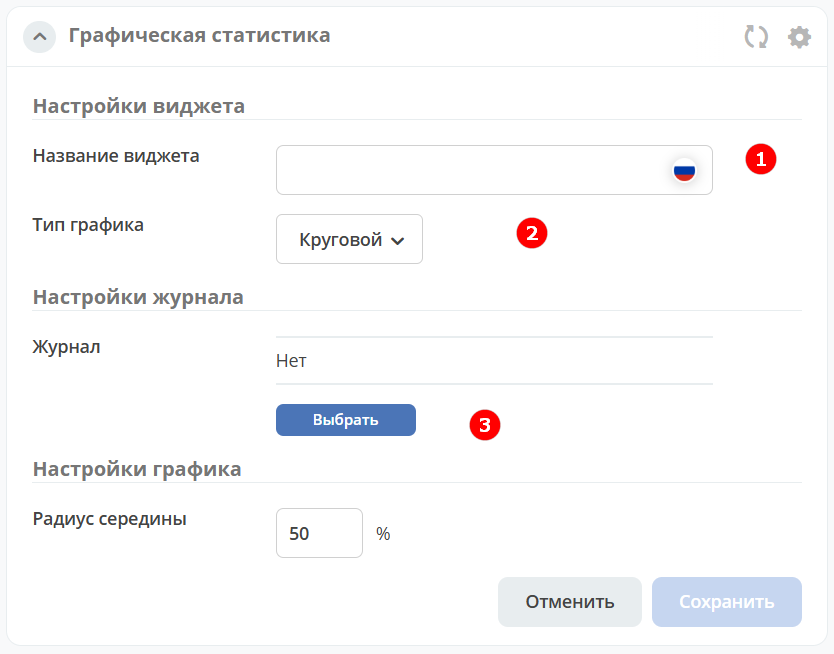 Графическая статистика
Настройки виджета
Название виджета
1
Тип графика
Круговой
2
Настройки журнала
Журнал
Нет
Выбрать
3
Настройки графика
Радиус середины
50 %
Отменить Сохранить